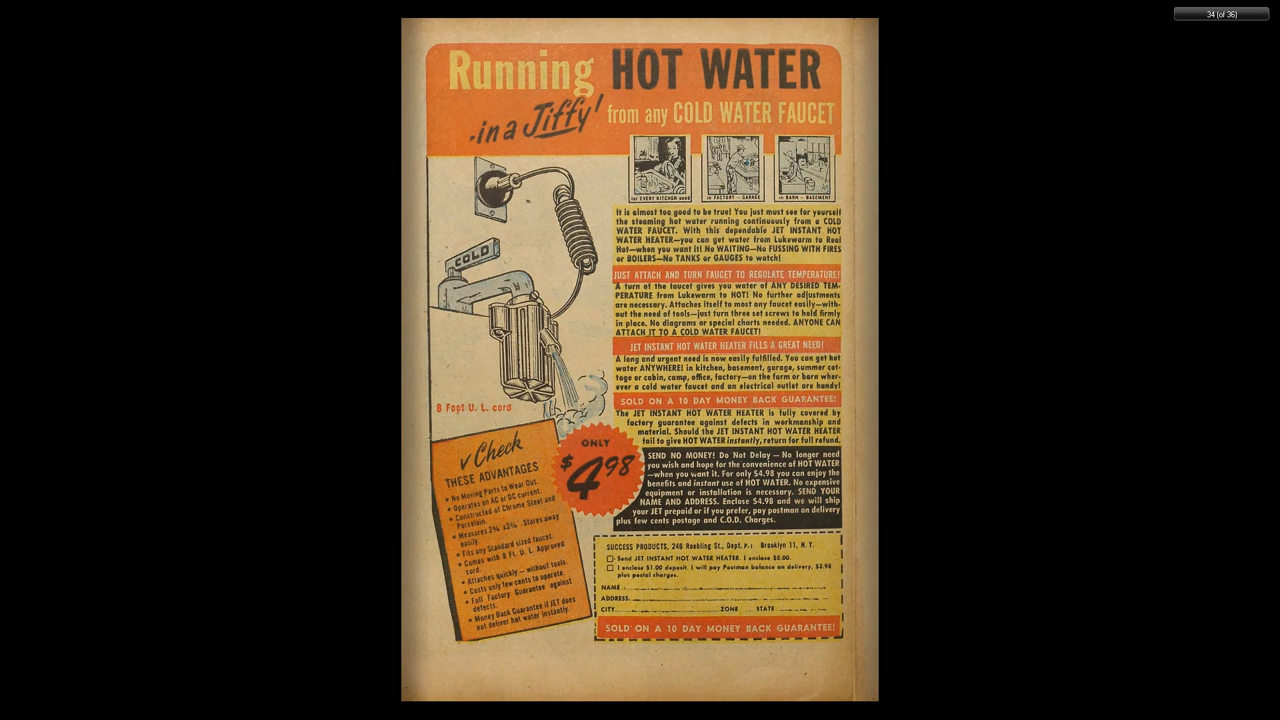 34 (of 36)
Running HOT WATER
-in a Jiffy! from any COLD WATER FAUCET
for EVERY KITCHEN need
in FACTORY - GARAGE
in BARN - BASEMENT
It is almost too good to be true! You just must see for yourself
the steaming hot water running continuously from a COLD
WATER FAUCET. With this dependable JET INSTANT HOT
WATER HEATER—you can get water from Lukewarm to Real
Hot—when you want it! No WAITING—No FUSSING WITH FIRES
or BOILERS—No TANKS or GAUGES to watch!
JUST ATTACH AND TURN FAUCET TO REGULATE TEMPERATURE!
A turn of the faucet gives you water of ANY DESIRED TEM-
PERATURE from Lukewarm to HOT! No further adjustments
are necessary. Attaches itself to most any faucet easily—with-
out the need of tools—just turn three set screws to hold firmly
in place. No diagrams or special charts needed. ANYONE CAN
ATTACH IT TO A COLD WATER FAUCET!
JET INSTANT HOT WATER HEATER FILLS A GREAT NEED!
A long and urgent need is now easily fulfilled. You can get hot
water ANYWHERE! in kitchen, basement, garage, summer cot-
tage or cabin, camp, office, factory—on the farm or barn wher-
ever a cold water faucet and an electrical outlet are handy!
SOLD ON A 10 DAY MONEY BACK GUARANTEE!
The JET INSTANT HOT WATER HEATER is fully covered by
factory guarantee against defects in workmanship and
material. Should the JET INSTANT HOT WATER HEATER
fail to give HOT WATER instantly, return for full refund.
SEND NO MONEY! Do Not Delay — No longer need
you wish and hope for the convenience of HOT WATER
—when you want it. For only $4.98 you can enjoy the
benefits and instant use of HOT WATER. No expensive
equipment or installation is necessary. SEND YOUR
NAME AND ADDRESS. Enclose $4.98 and we will ship
your JET prepaid or if you prefer, pay postman on delivery
plus few cents postage and C.O.D. Charges.
COLD
8 Foot U. L. cord
ONLY
$4.98
√ Check
THESE ADVANTAGES
• No Moving Parts to Wear Out.
• Operates on AC or DC current.
• Constructed of Chrome Steel and
Porcelain.
• Measures 2¾ x3¾. Stores away
easily.
• Fits any Standard sized faucet.
• Comes with 8 Ft. U. L. Approved
cord.
• Attaches quickly — without tools.
• Costs only few cents to operate.
• Full Factory Guarantee against
defects.
• Money Back Guarantee if JET does
not deliver hot water instantly.
SUCCESS PRODUCTS, 246 Roebling St., Dept. P.I Brooklyn 11, N.Y.
Send JET INSTANT HOT WATER HEATER. I enclose $5.00.
I enclose $1.00 deposit. I will pay Postman balance on delivery, $3.98
plus postal charges.
NAME
ADDRESS
CITY ZONE STATE
SOLD ON A 10 DAY MONEY BACK GUARANTEE!